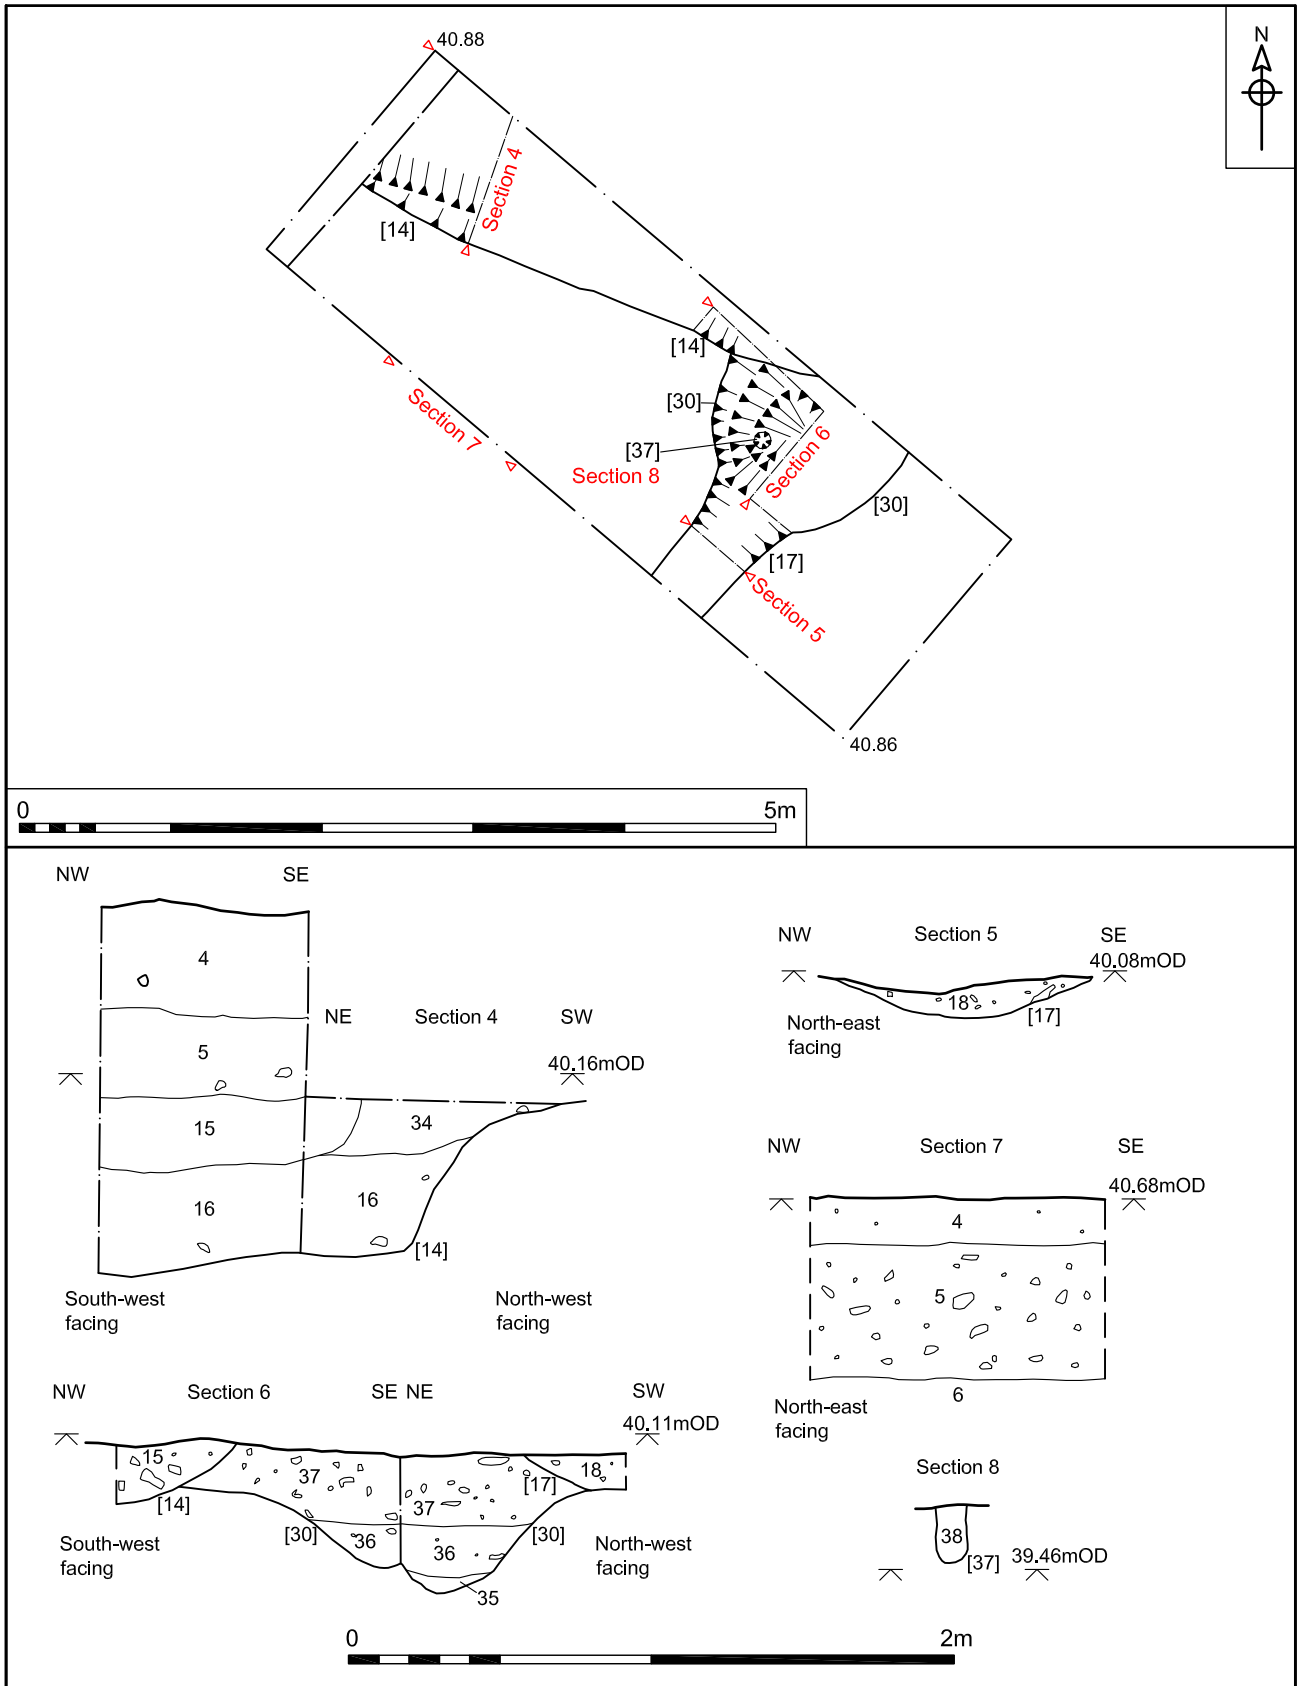 N
40.88
Section 4
[14]
[14]
[30]
[37]
Section 7
Section 8
Section 6
[30]
[17]
Section 5
40.86
0 5m
NW SE
4
NE Section 4 SW
5
40.16mOD
15
34
16
16
[14]
South-west
facing
North-west
facing
NW Section 5 SE
40.08mOD
18
[17]
North-east
facing
NW Section 7 SE
40.68mOD
4
5
6
North-east
facing
NW Section 6 SE NE SW
40.11mOD
15
37
37
[17]
18
[14]
[30]
36
36
[30]
35
South-west
facing
North-west
facing
Section 8
38
[37]
39.46mOD
0 2m